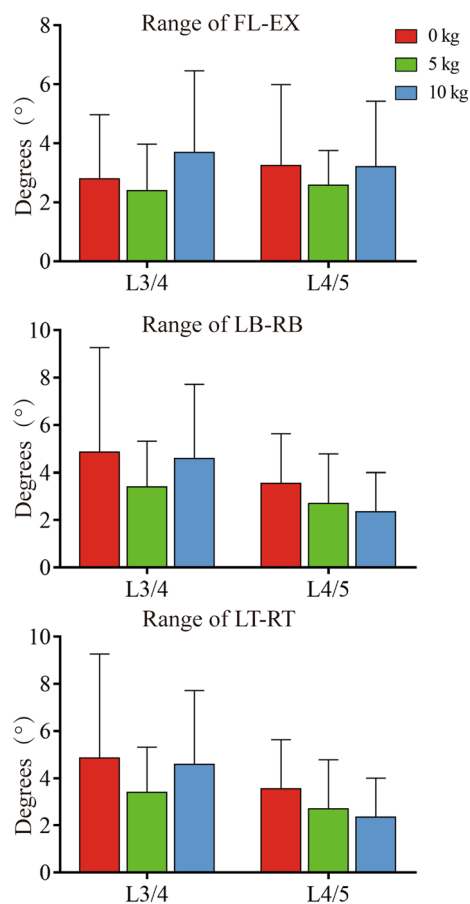 Range of FL-EX
0 kg
5 kg
10 kg
Degrees (°)
8
6
4
2
0
L3/4 L4/5
Range of LB-RB
Degrees (°)
10
8
6
4
2
0
L3/4 L4/5
Range of LT-RT
Degrees (°)
10
8
6
4
2
0
L3/4 L4/5